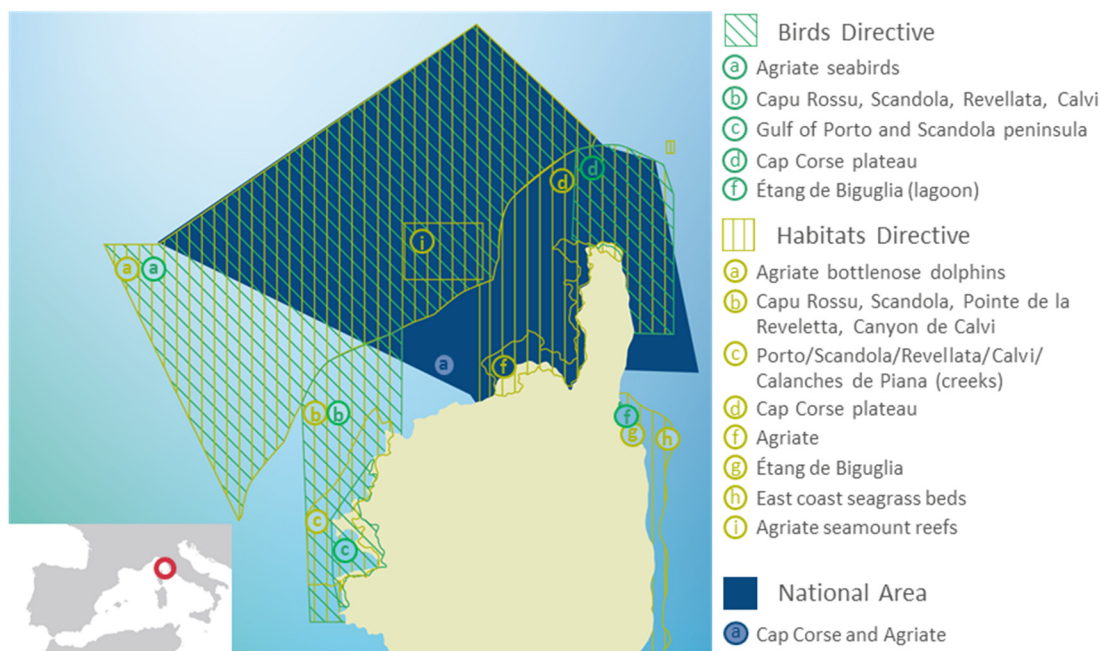 Birds Directive
a Agriate seabirds
b Capu Rossu, Scandola, Revellata, Calvi
c Gulf of Porto and Scandola peninsula
d Cap Corse plateau
f Étang de Biguglia (lagoon)
Habitats Directive
a Agriate bottlenose dolphins
b Capu Rossu, Scandola, Pointe de la
Reveletta, Canyon de Calvi
c Porto/Scandola/Revellata/Calvi/
Calanches de Piana (creeks)
d Cap Corse plateau
f Agriate
g Étang de Biguglia
h East coast seagrass beds
i Agriate seamount reefs
National Area
a Cap Corse and Agriate
d
d
i
a a
a
f
b b
f
g
h
c
c